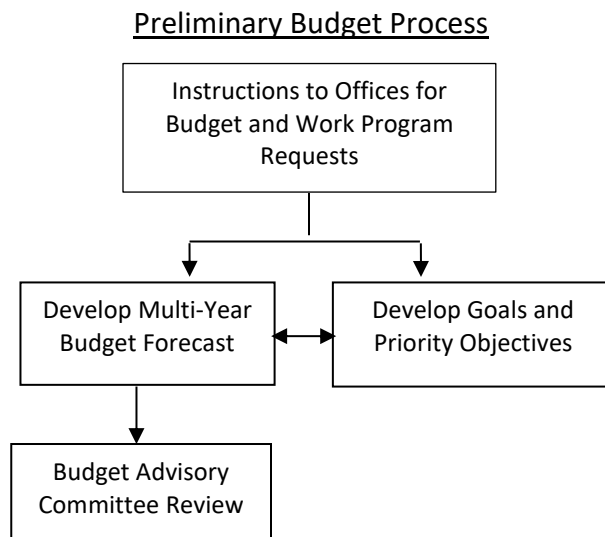 Preliminary Budget Process
Instructions to Offices for
Budget and Work Program
Requests
Develop Multi-Year
Budget Forecast
Develop Goals and
Priority Objectives
Budget Advisory
Committee Review